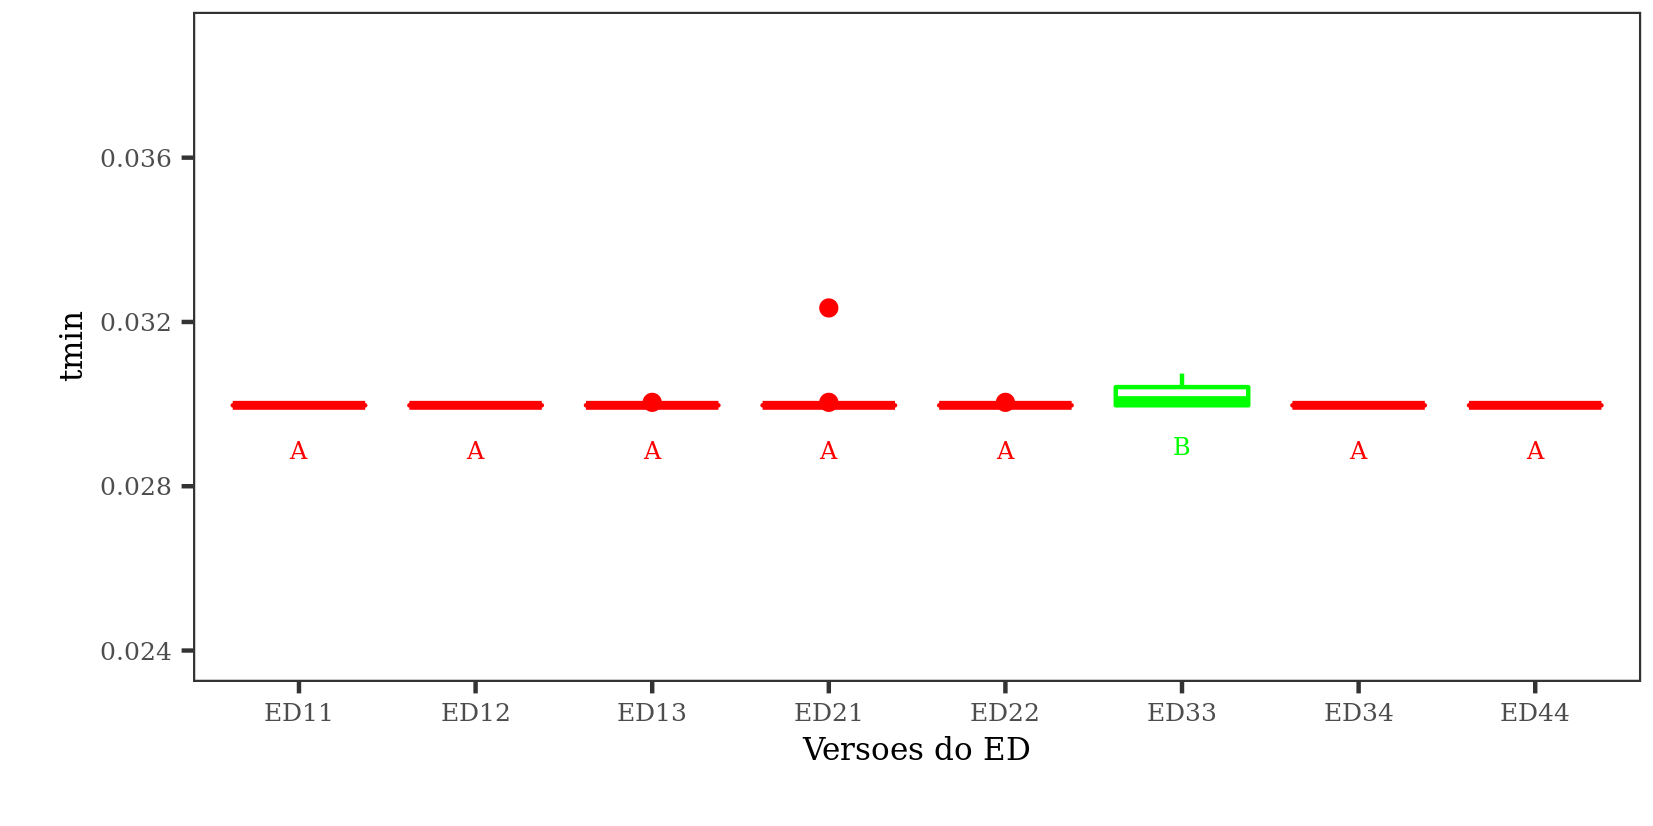 0.036
0.032
0.028
0.024
tmin
A A A A A B A A
ED11 ED12 ED13 ED21 ED22 ED33 ED34 ED44
Versoes do ED